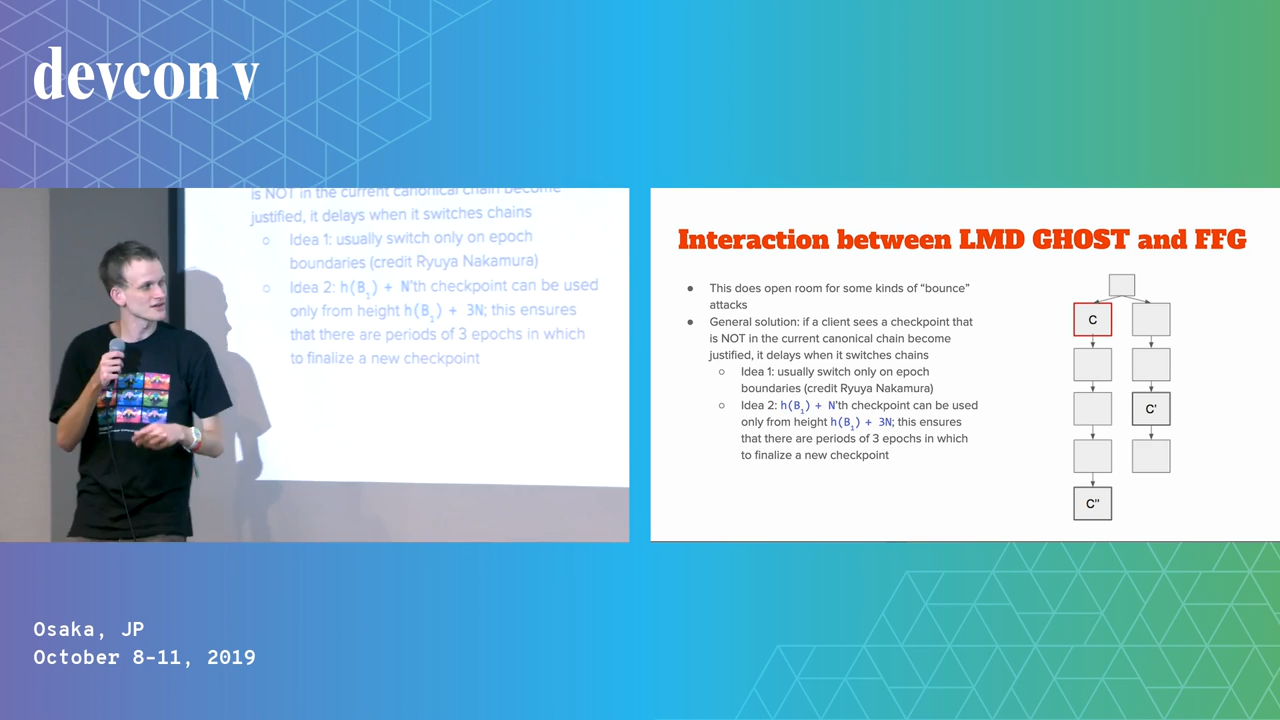 devcon v
is NOT in the current canonical chain become
justified, it delays when it switches chains
○ Idea 1: usually switch only on epoch
boundaries (credit Ryuya Nakamura)
○ Idea 2: h(B₁) + N'th checkpoint can be used
only from height h(B₁) + 3N; this ensures
that there are periods of 3 epochs in which
to finalize a new checkpoint
Interaction between LMD GHOST and FFG
● This does open room for some kinds of “bounce”
attacks
● General solution: if a client sees a checkpoint that
is NOT in the current canonical chain become
justified, it delays when it switches chains
○ Idea 1: usually switch only on epoch
boundaries (credit Ryuya Nakamura)
○ Idea 2: h(B₁) + N'th checkpoint can be used
only from height h(B₁) + 3N; this ensures
that there are periods of 3 epochs in which
to finalize a new checkpoint
C
C'
C''
Osaka, JP
October 8-11, 2019